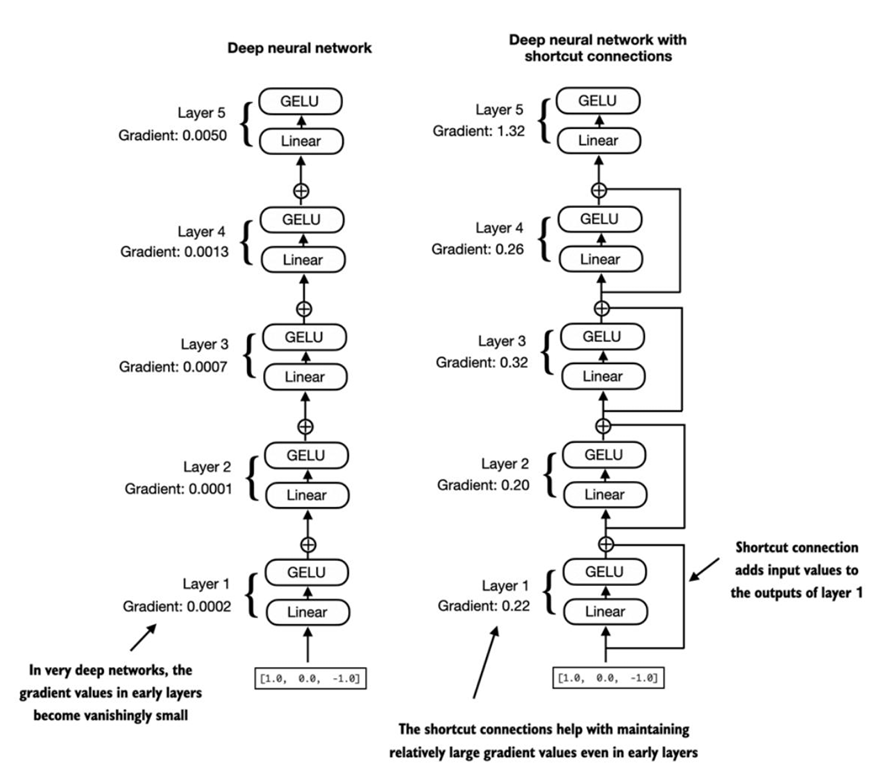 Deep neural network
Layer 5
Gradient: 0.0050
GELU
Linear
Layer 4
Gradient: 0.0013
GELU
Linear
Layer 3
Gradient: 0.0007
GELU
Linear
Layer 2
Gradient: 0.0001
GELU
Linear
Layer 1
Gradient: 0.0002
GELU
Linear
[1.0, 0.0, -1.0]
In very deep networks, the
gradient values in early layers
become vanishingly small
Deep neural network with
shortcut connections
Layer 5
Gradient: 1.32
GELU
Linear
Layer 4
Gradient: 0.26
GELU
Linear
Layer 3
Gradient: 0.32
GELU
Linear
Layer 2
Gradient: 0.20
GELU
Linear
Layer 1
Gradient: 0.22
GELU
Linear
[1.0, 0.0, -1.0]
Shortcut connection
adds input values to
the outputs of layer 1
The shortcut connections help with maintaining
relatively large gradient values even in early layers